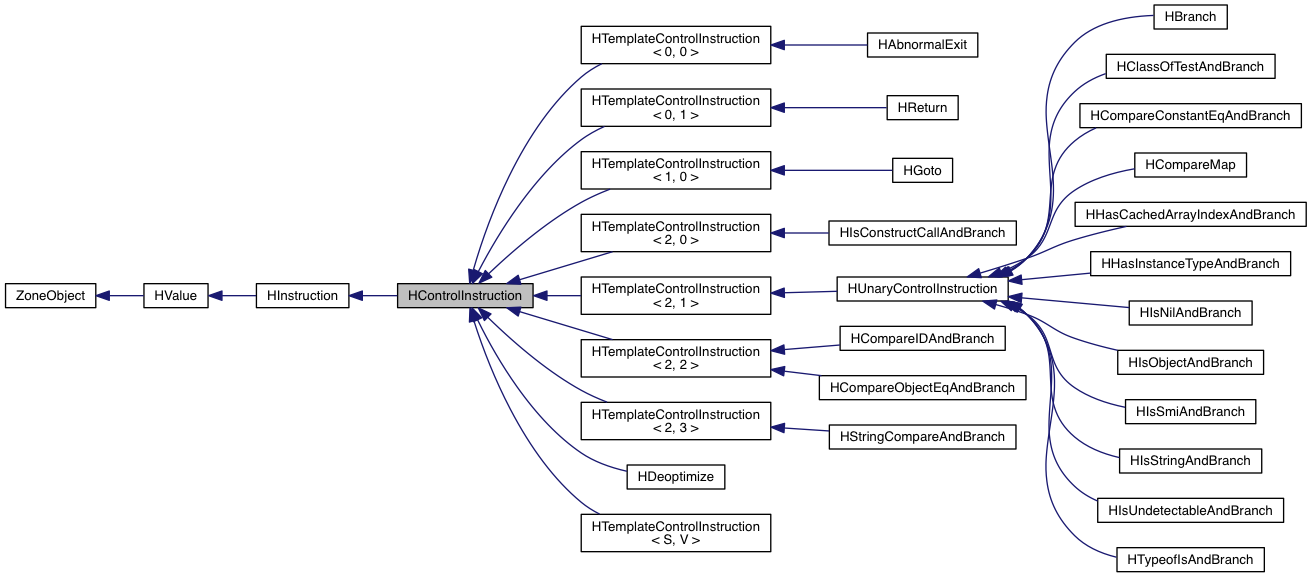 ZoneObject
HValue
HInstruction
HControlInstruction
HTemplateControlInstruction
< 0, 0 >
HTemplateControlInstruction
< 0, 1 >
HTemplateControlInstruction
< 1, 0 >
HTemplateControlInstruction
< 2, 0 >
HTemplateControlInstruction
< 2, 1 >
HTemplateControlInstruction
< 2, 2 >
HTemplateControlInstruction
< 2, 3 >
HDeoptimize
HTemplateControlInstruction
< S, V >
HAbnormalExit
HReturn
HGoto
HIsConstructCallAndBranch
HUnaryControlInstruction
HCompareIDAndBranch
HCompareObjectEqAndBranch
HStringCompareAndBranch
HBranch
HClassOfTestAndBranch
HCompareConstantEqAndBranch
HCompareMap
HHasCachedArrayIndexAndBranch
HHasInstanceTypeAndBranch
HIsNilAndBranch
HIsObjectAndBranch
HIsSmiAndBranch
HIsStringAndBranch
HIsUndetectableAndBranch
HTypeofIsAndBranch